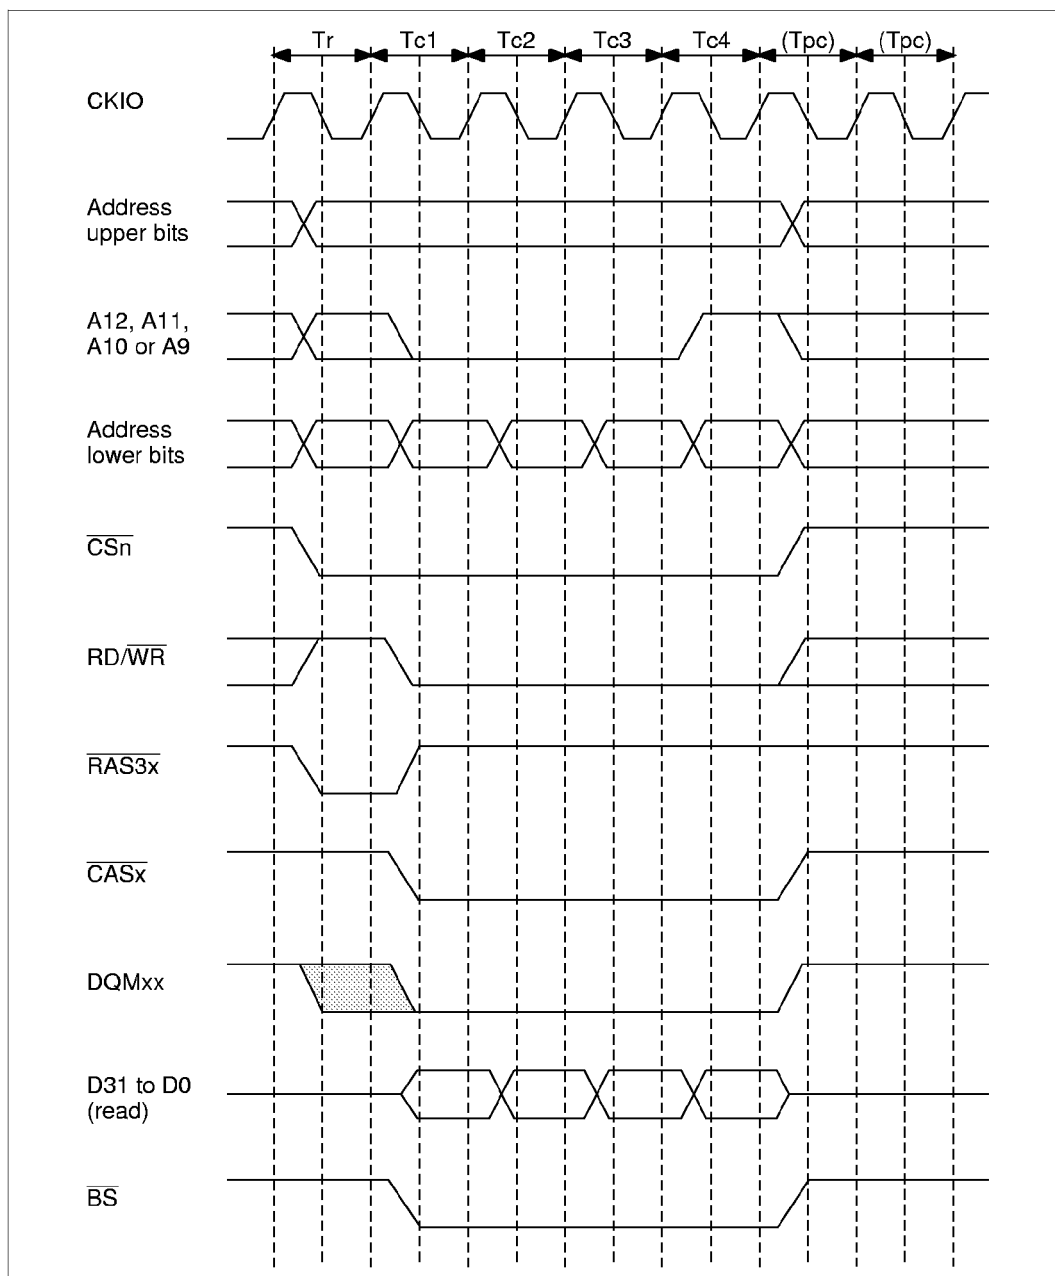 Tr Tc1 Tc2 Tc3 Tc4 (Tpc) (Tpc)
CKIO
Address
upper bits
A12, A11,
A10 or A9
Address
lower bits
CSn
RD/WR
RAS3x
CASx
DQMxx
D31 to D0
(read)
BS